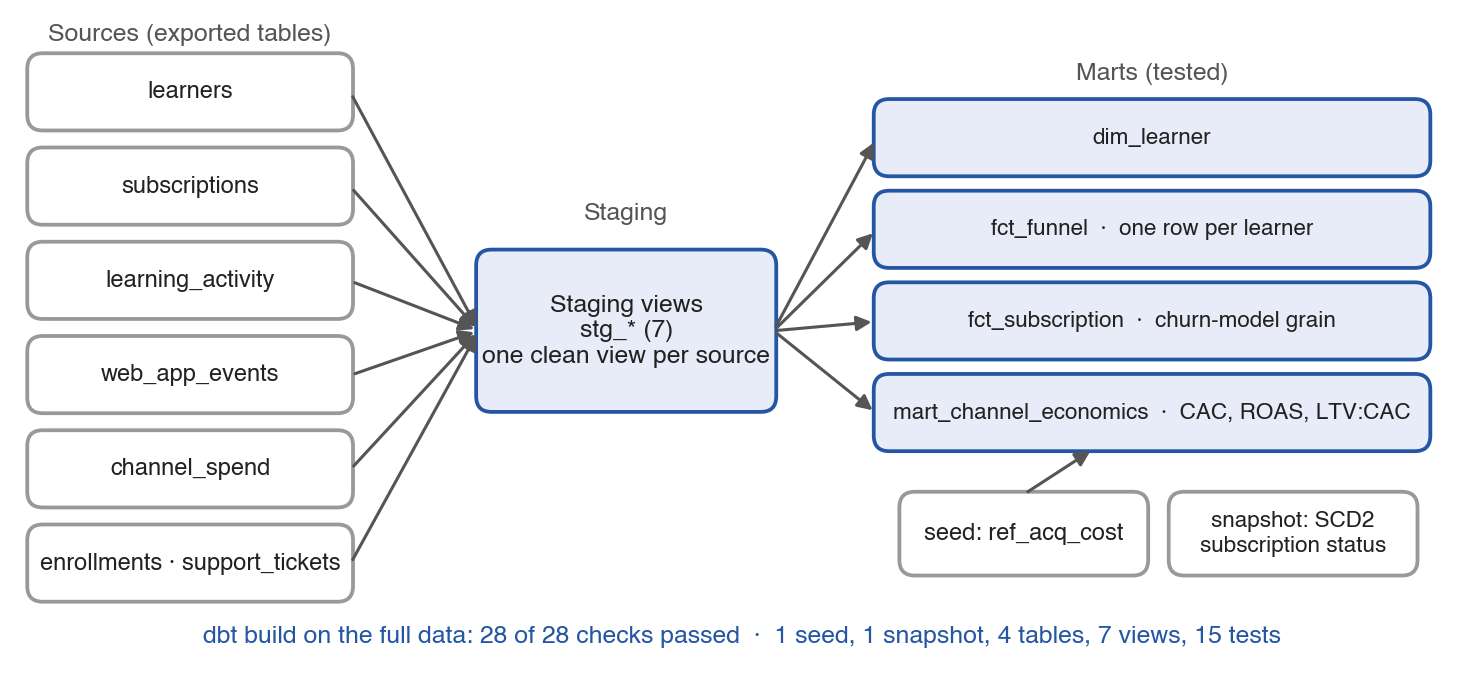 Sources (exported tables)
learners
subscriptions
learning_activity
web_app_events
channel_spend
enrollments · support_tickets
Staging
Staging views
stg_* (7)
one clean view per source
Marts (tested)
dim_learner
fct_funnel · one row per learner
fct_subscription · churn-model grain
mart_channel_economics · CAC, ROAS, LTV:CAC
seed: ref_acq_cost
snapshot: SCD2
subscription status
dbt build on the full data: 28 of 28 checks passed · 1 seed, 1 snapshot, 4 tables, 7 views, 15 tests